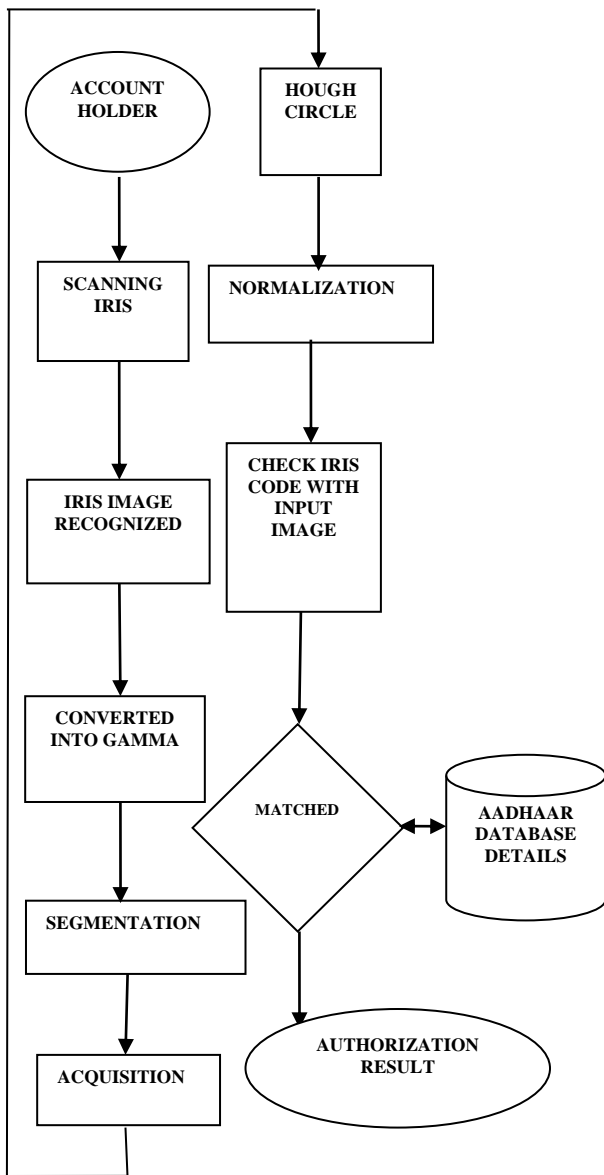 ACCOUNT
HOLDER
SCANNING
IRIS
IRIS IMAGE
RECOGNIZED
CONVERTED
INTO GAMMA
SEGMENTATION
ACQUISITION
HOUGH
CIRCLE
NORMALIZATION
CHECK IRIS
CODE WITH
INPUT
IMAGE
MATCHED
AADHAAR
DATABASE
DETAILS
AUTHORIZATION
RESULT